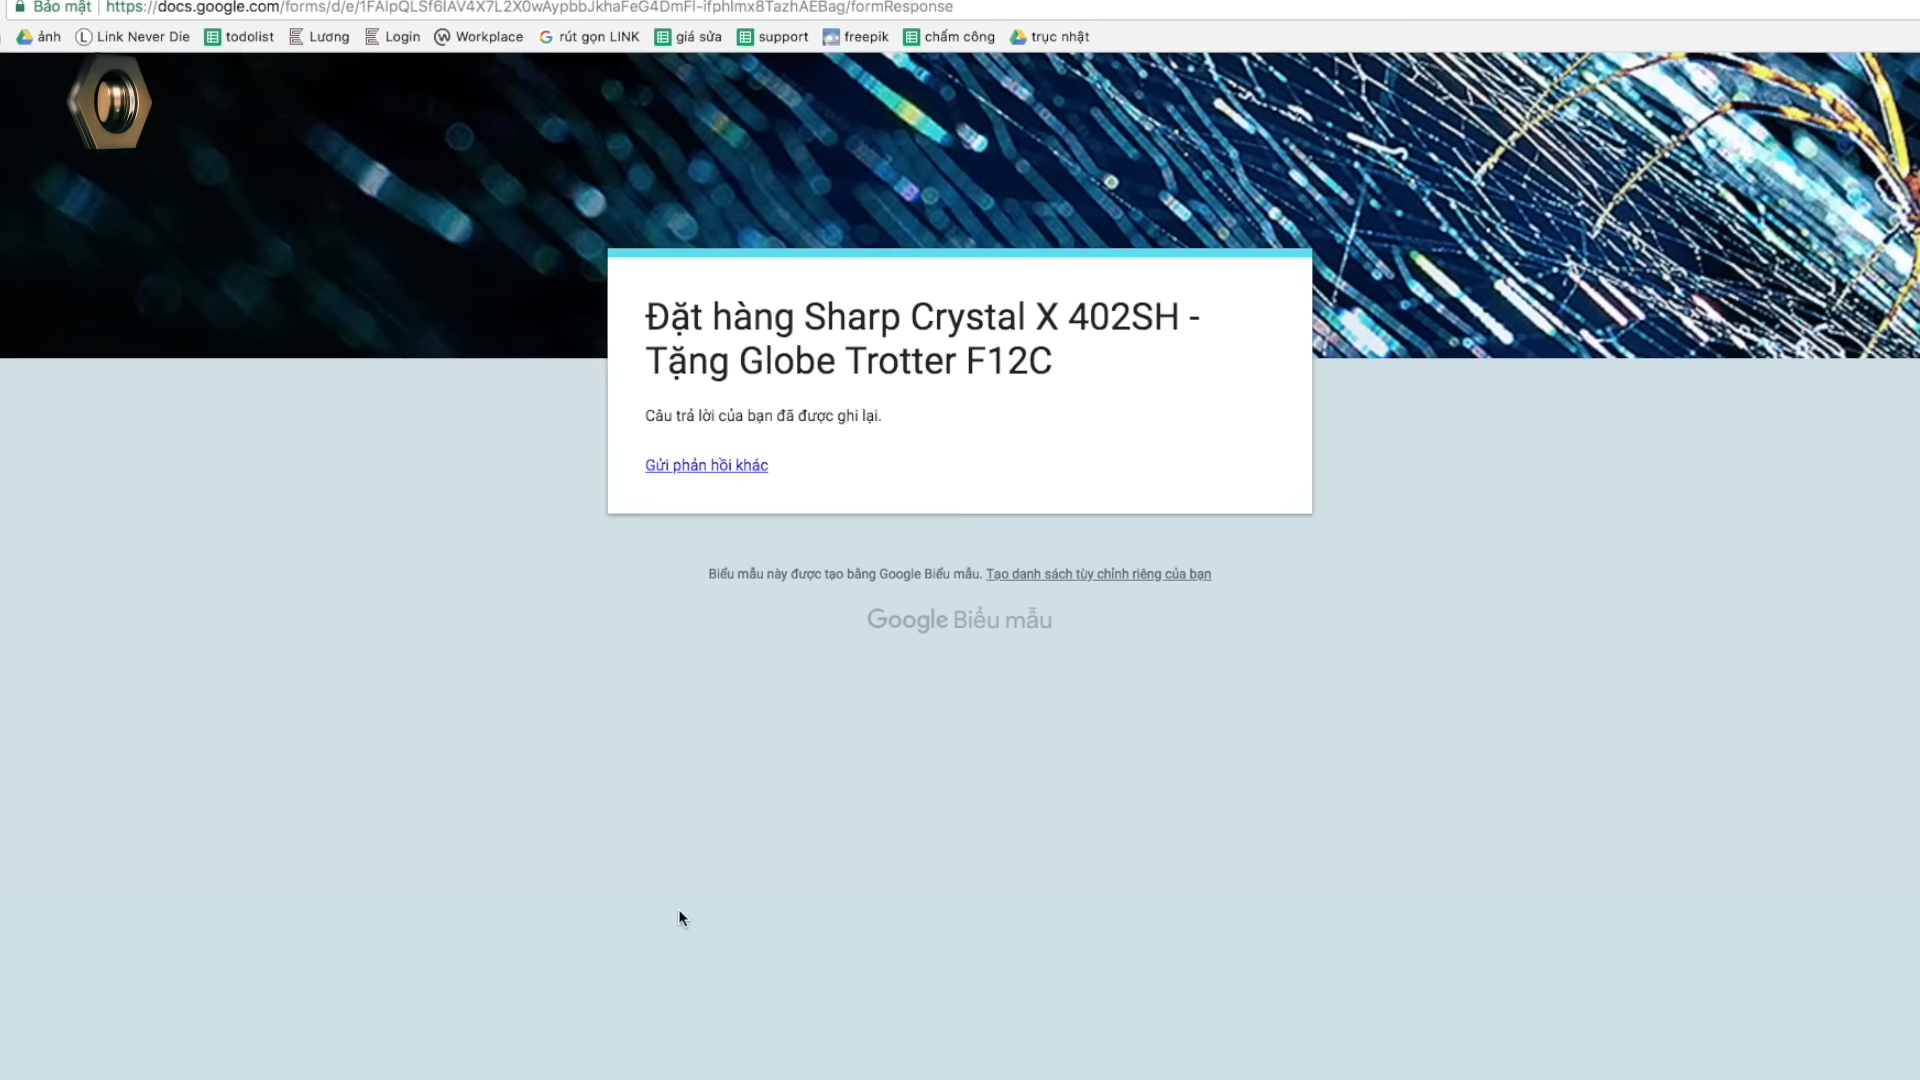 Bảo mật https://docs.google.com/forms/d/e/1FAIpQLSf6IAV4X7L2X0wAypbbJkhaFeG4DmFl-ifphImx8TazhAEBag/formResponse
ảnh Link Never Die todolist Lương Login Workplace rút gọn LINK giá sửa support freepik chấm công trục nhật
Đặt hàng Sharp Crystal X 402SH -
Tặng Globe Trotter F12C
Câu trả lời của bạn đã được ghi lại.
Gửi phản hồi khác
Biểu mẫu này được tạo bằng Google Biểu mẫu. Tạo danh sách tùy chỉnh riêng của bạn
Google Biểu mẫu